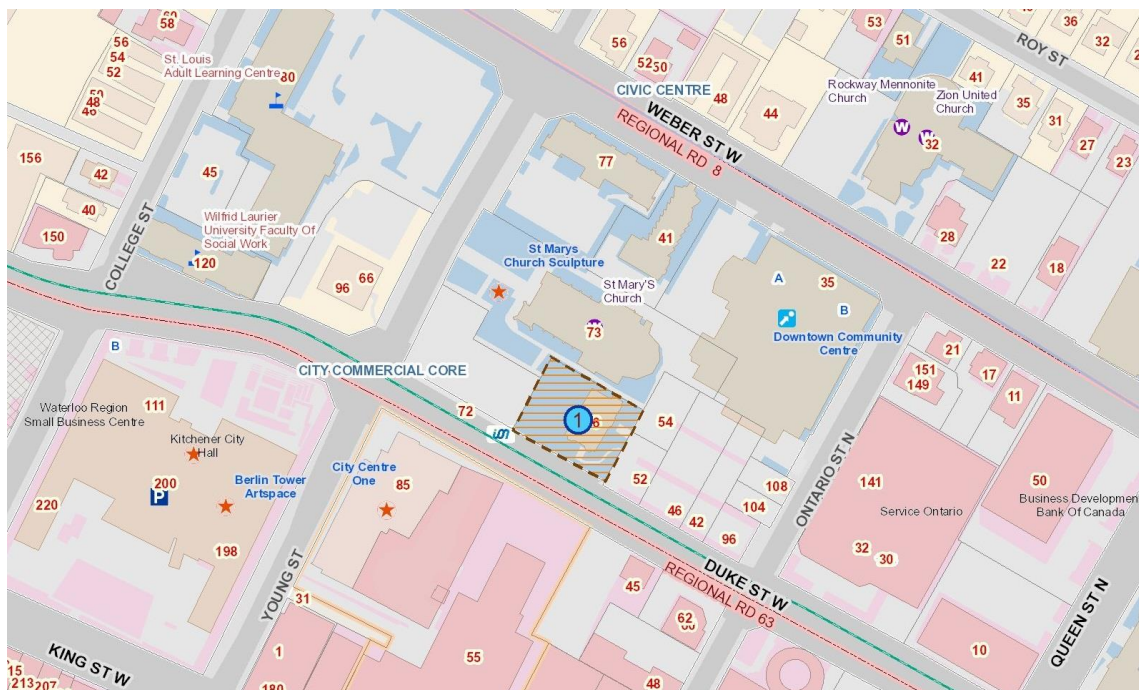 58
56
54
52
50
48
46
St. Louis
Adult Learning Centre
80
56
52
50
48
44
CIVIC CENTRE
WEBER ST W
REGIONAL RD 8
53
51
36
32
ROY ST
Rockway Mennonite
Church
Zion United
Church
41
35
31
27
23
W
W
32
156
42
40
150
45
COLLEGE ST
Wilfrid Laurier
University Faculty Of
Social Work
120
96
66
77
41
St Marys
Church Sculpture
St Mary'S
Church
73
A
35
B
Downtown Community
Centre
28
22
18
B
CITY COMMERCIAL CORE
72
1
54
52
46
42
96
104
108
ONTARIO ST N
21
151
149
17
11
111
Waterloo Region
Small Business Centre
Kitchener City
Hall
200
P
Berlin Tower
Artspace
220
198
City Centre
One
85
YOUNG ST
31
141
Service Ontario
32
30
50
Business Development
Bank Of Canada
DUKE ST W
REGIONAL RD 63
45
62
QUEEN ST N
10
KING ST W
15
213
207
1
180
55
48